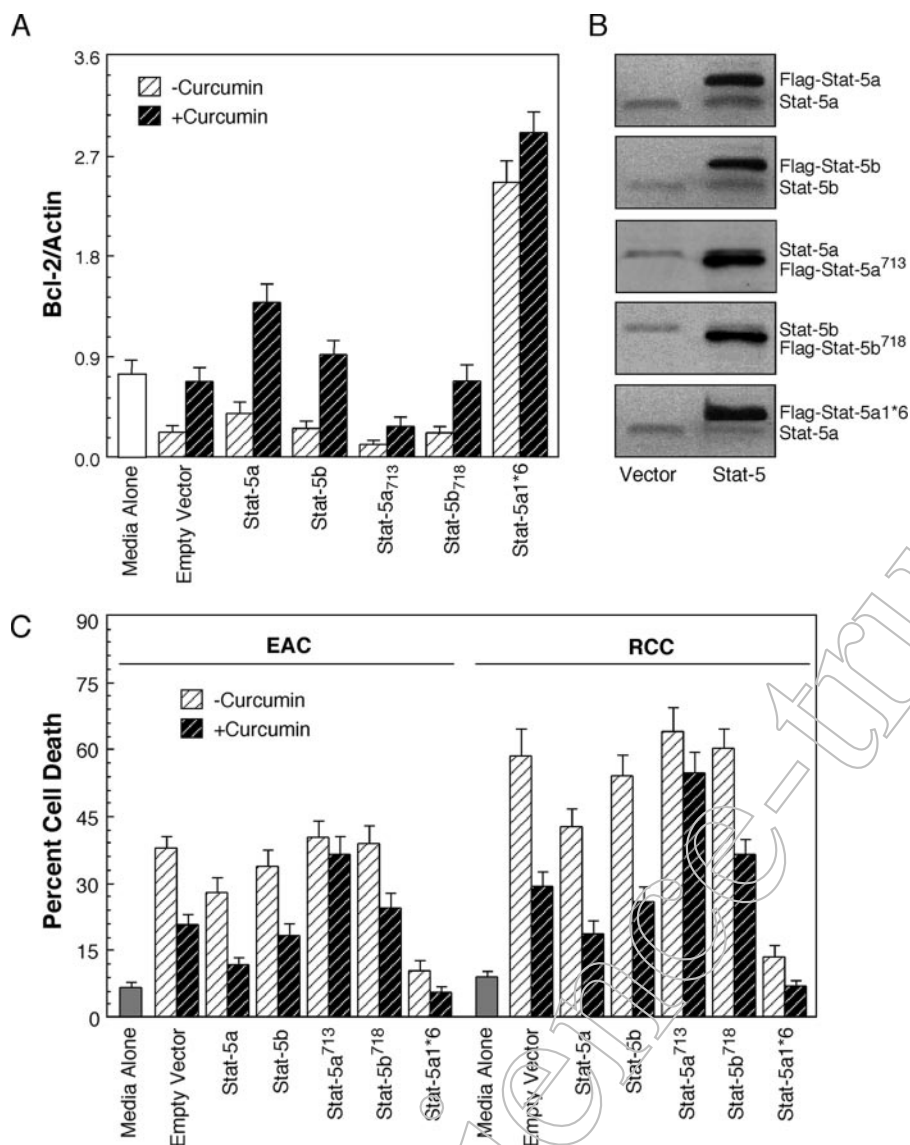 A
Bcl-2/Actin
3.6
2.7
1.8
0.9
0.0
-Curcumin
+Curcumin
Media Alone
Empty Vector
Stat-5a
Stat-5b
Stat-5a713
Stat-5b718
Stat-5a1*6
B
Flag-Stat-5a
Stat-5a
Flag-Stat-5b
Stat-5b
Stat-5a
Flag-Stat-5a713
Stat-5b
Flag-Stat-5b718
Flag-Stat-5a1*6
Stat-5a
Vector Stat-5
C
Percent Cell Death
90
75
60
45
30
15
0
EAC RCC
-Curcumin
+Curcumin
Media Alone
Empty Vector
Stat-5a
Stat-5b
Stat-5a713
Stat-5b718
Stat-5a1*6
Media Alone
Empty Vector
Stat-5a
Stat-5b
Stat-5a713
Stat-5b718
Stat-5a1*6